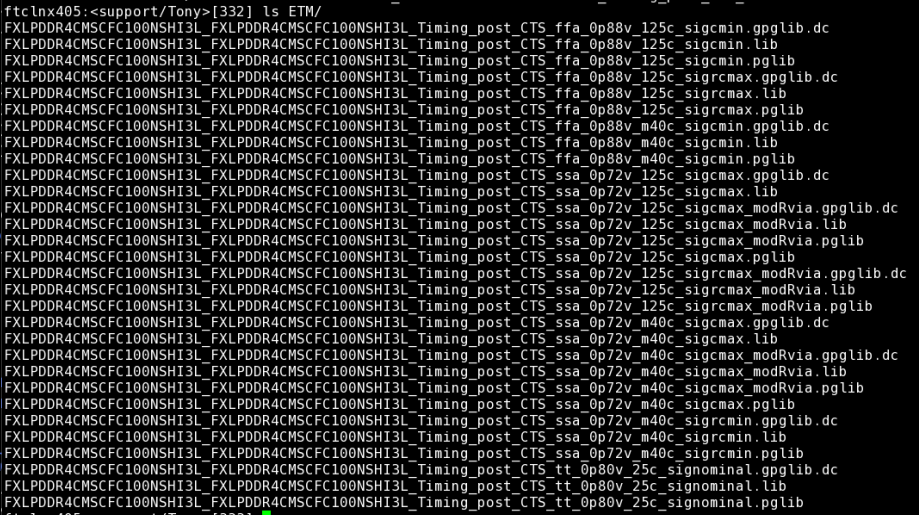 ftclnx405:<support/Tony>[332] ls ETM/
FXLPDDR4CMSCFC100NSHI3L_FXLPDDR4CMSCFC100NSHI3L_Timing_post_CTS_ffa_0p88v_125c_sigcmin.gpglib.dc
FXLPDDR4CMSCFC100NSHI3L_FXLPDDR4CMSCFC100NSHI3L_Timing_post_CTS_ffa_0p88v_125c_sigcmin.lib
FXLPDDR4CMSCFC100NSHI3L_FXLPDDR4CMSCFC100NSHI3L_Timing_post_CTS_ffa_0p88v_125c_sigcmin.pglib
FXLPDDR4CMSCFC100NSHI3L_FXLPDDR4CMSCFC100NSHI3L_Timing_post_CTS_ffa_0p88v_125c_sigrcmax.gpglib.dc
FXLPDDR4CMSCFC100NSHI3L_FXLPDDR4CMSCFC100NSHI3L_Timing_post_CTS_ffa_0p88v_125c_sigrcmax.lib
FXLPDDR4CMSCFC100NSHI3L_FXLPDDR4CMSCFC100NSHI3L_Timing_post_CTS_ffa_0p88v_125c_sigrcmax.pglib
FXLPDDR4CMSCFC100NSHI3L_FXLPDDR4CMSCFC100NSHI3L_Timing_post_CTS_ffa_0p88v_m40c_sigcmin.gpglib.dc
FXLPDDR4CMSCFC100NSHI3L_FXLPDDR4CMSCFC100NSHI3L_Timing_post_CTS_ffa_0p88v_m40c_sigcmin.lib
FXLPDDR4CMSCFC100NSHI3L_FXLPDDR4CMSCFC100NSHI3L_Timing_post_CTS_ffa_0p88v_m40c_sigcmin.pglib
FXLPDDR4CMSCFC100NSHI3L_FXLPDDR4CMSCFC100NSHI3L_Timing_post_CTS_ssa_0p72v_125c_sigcmax.gpglib.dc
FXLPDDR4CMSCFC100NSHI3L_FXLPDDR4CMSCFC100NSHI3L_Timing_post_CTS_ssa_0p72v_125c_sigcmax.lib
FXLPDDR4CMSCFC100NSHI3L_FXLPDDR4CMSCFC100NSHI3L_Timing_post_CTS_ssa_0p72v_125c_sigcmax_modRvia.gpglib.dc
FXLPDDR4CMSCFC100NSHI3L_FXLPDDR4CMSCFC100NSHI3L_Timing_post_CTS_ssa_0p72v_125c_sigcmax_modRvia.lib
FXLPDDR4CMSCFC100NSHI3L_FXLPDDR4CMSCFC100NSHI3L_Timing_post_CTS_ssa_0p72v_125c_sigcmax_modRvia.pglib
FXLPDDR4CMSCFC100NSHI3L_FXLPDDR4CMSCFC100NSHI3L_Timing_post_CTS_ssa_0p72v_125c_sigcmax.pglib
FXLPDDR4CMSCFC100NSHI3L_FXLPDDR4CMSCFC100NSHI3L_Timing_post_CTS_ssa_0p72v_125c_sigrcmax_modRvia.gpglib.dc
FXLPDDR4CMSCFC100NSHI3L_FXLPDDR4CMSCFC100NSHI3L_Timing_post_CTS_ssa_0p72v_125c_sigrcmax_modRvia.lib
FXLPDDR4CMSCFC100NSHI3L_FXLPDDR4CMSCFC100NSHI3L_Timing_post_CTS_ssa_0p72v_125c_sigrcmax_modRvia.pglib
FXLPDDR4CMSCFC100NSHI3L_FXLPDDR4CMSCFC100NSHI3L_Timing_post_CTS_ssa_0p72v_m40c_sigcmax.gpglib.dc
FXLPDDR4CMSCFC100NSHI3L_FXLPDDR4CMSCFC100NSHI3L_Timing_post_CTS_ssa_0p72v_m40c_sigcmax.lib
FXLPDDR4CMSCFC100NSHI3L_FXLPDDR4CMSCFC100NSHI3L_Timing_post_CTS_ssa_0p72v_m40c_sigcmax_modRvia.gpglib.dc
FXLPDDR4CMSCFC100NSHI3L_FXLPDDR4CMSCFC100NSHI3L_Timing_post_CTS_ssa_0p72v_m40c_sigcmax_modRvia.lib
FXLPDDR4CMSCFC100NSHI3L_FXLPDDR4CMSCFC100NSHI3L_Timing_post_CTS_ssa_0p72v_m40c_sigcmax_modRvia.pglib
FXLPDDR4CMSCFC100NSHI3L_FXLPDDR4CMSCFC100NSHI3L_Timing_post_CTS_ssa_0p72v_m40c_sigcmax.pglib
FXLPDDR4CMSCFC100NSHI3L_FXLPDDR4CMSCFC100NSHI3L_Timing_post_CTS_ssa_0p72v_m40c_sigrcmin.gpglib.dc
FXLPDDR4CMSCFC100NSHI3L_FXLPDDR4CMSCFC100NSHI3L_Timing_post_CTS_ssa_0p72v_m40c_sigrcmin.lib
FXLPDDR4CMSCFC100NSHI3L_FXLPDDR4CMSCFC100NSHI3L_Timing_post_CTS_ssa_0p72v_m40c_sigrcmin.pglib
FXLPDDR4CMSCFC100NSHI3L_FXLPDDR4CMSCFC100NSHI3L_Timing_post_CTS_tt_0p80v_25c_signominal.gpglib.dc
FXLPDDR4CMSCFC100NSHI3L_FXLPDDR4CMSCFC100NSHI3L_Timing_post_CTS_tt_0p80v_25c_signominal.lib
FXLPDDR4CMSCFC100NSHI3L_FXLPDDR4CMSCFC100NSHI3L_Timing_post_CTS_tt_0p80v_25c_signominal.pglib